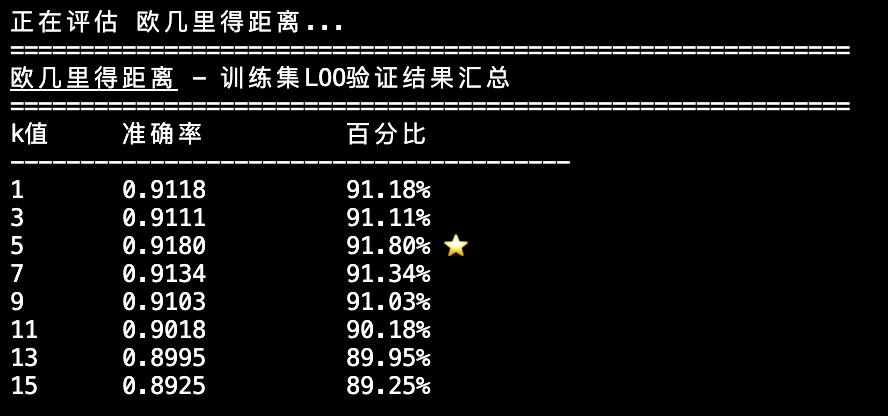 正在评估 欧几里得距离...
============================================================
欧几里得距离 - 训练集LOO验证结果汇总
============================================================
k值 准确率 百分比
----------------------------------------
1 0.9118 91.18%
3 0.9111 91.11%
5 0.9180 91.80% ⭐
7 0.9134 91.34%
9 0.9103 91.03%
11 0.9018 90.18%
13 0.8995 89.95%
15 0.8925 89.25%